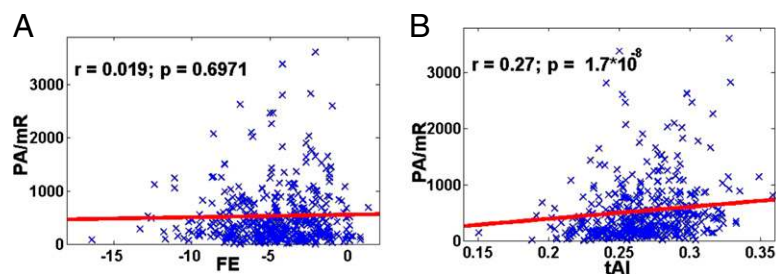 A
r = 0.019; p = 0.6971
3000
2000
1000
0
PA/mR
-15
-10
-5
0
FE
B
r = 0.27; p = 1.7*10^-8
3000
2000
1000
0
PA/mR
0.15
0.2
0.25
0.3
0.35
tAI